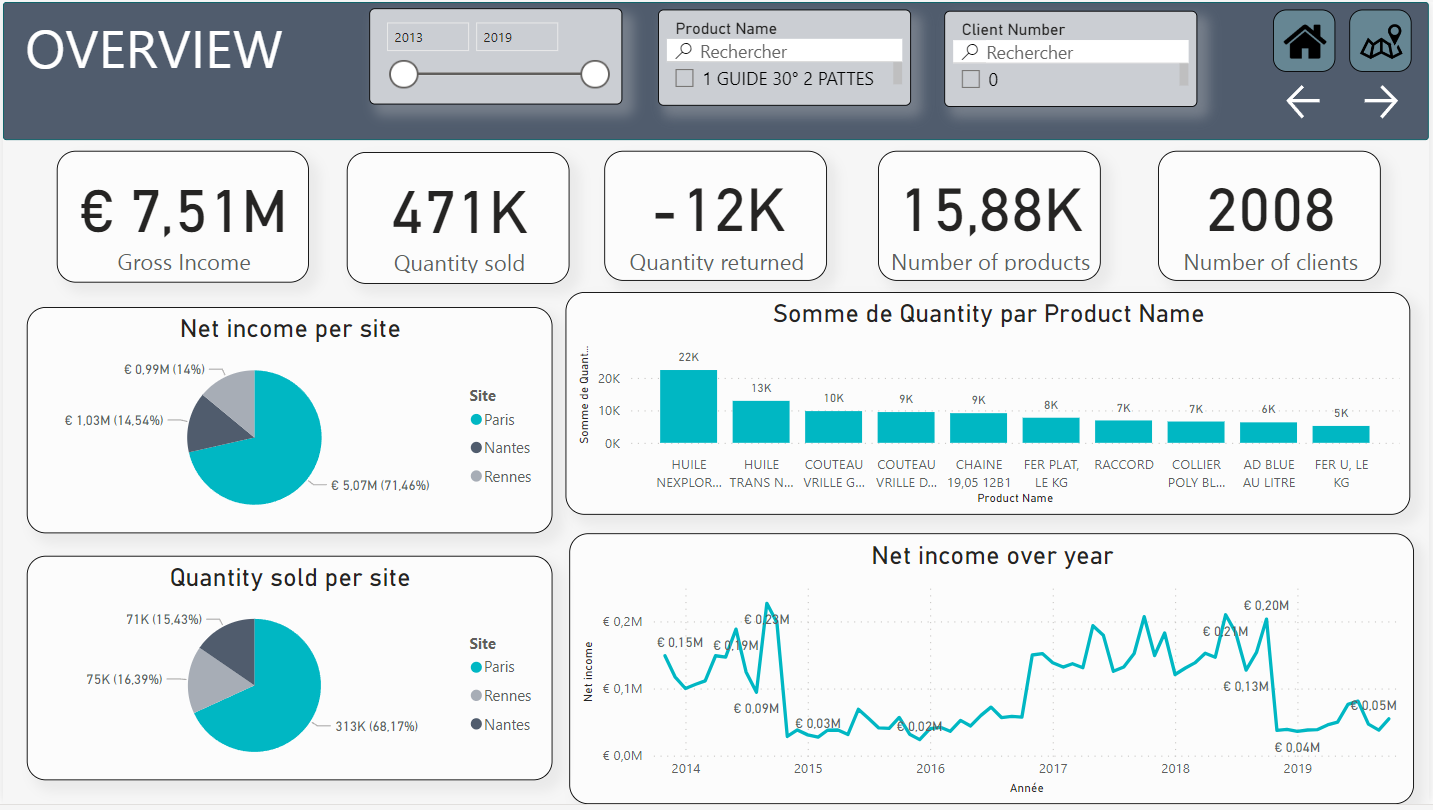 OVERVIEW
2013
2019
Product Name
Rechercher
1 GUIDE 30° 2 PATTES
Client Number
Rechercher
0
€ 7,51M
Gross Income
471K
Quantity sold
-12K
Quantity returned
15,88K
Number of products
2008
Number of clients
Net income per site
€ 0,99M (14%)
€ 1,03M (14,54%)
€ 5,07M (71,46%)
Site
Paris
Nantes
Rennes
Somme de Quantity par Product Name
Somme de Quant...
20K
10K
0K
22K
13K
10K
9K
9K
8K
7K
7K
6K
5K
HUILE
NEXPLOR...
HUILE
TRANS N...
COUTEAU
VRILLE G...
COUTEAU
VRILLE D...
CHAINE
19,05 12B1
FER PLAT,
LE KG
RACCORD
COLLIER
POLY BL...
AD BLUE
AU LITRE
FER U, LE
KG
Product Name
Quantity sold per site
71K (15,43%)
75K (16,39%)
313K (68,17%)
Site
Paris
Rennes
Nantes
Net income over year
Net income
€ 0,2M
€ 0,1M
€ 0,0M
€ 0,15M
€ 0,19M
€ 0,23M
€ 0,09M
€ 0,03M
€ 0,02M
€ 0,21M
€ 0,20M
€ 0,13M
€ 0,04M
€ 0,05M
2014
2015
2016
2017
2018
2019
Année